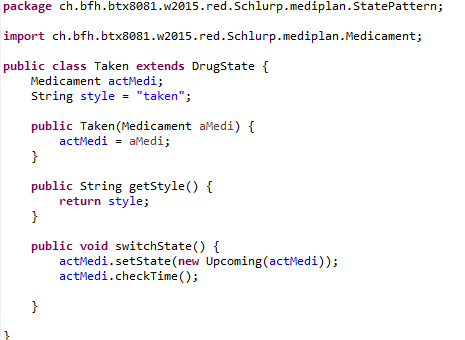 package ch.bfh.btx8081.w2015.red.Schlurp.mediplan.StatePattern;
import ch.bfh.btx8081.w2015.red.Schlurp.mediplan.Medicament;
public class Taken extends DrugState {
Medicament actMedi;
String style = "taken";
public Taken(Medicament aMedi) {
actMedi = aMedi;
}
public String getStyle() {
return style;
}
public void switchState() {
actMedi.setState(new Upcoming(actMedi));
actMedi.checkTime();
}
}